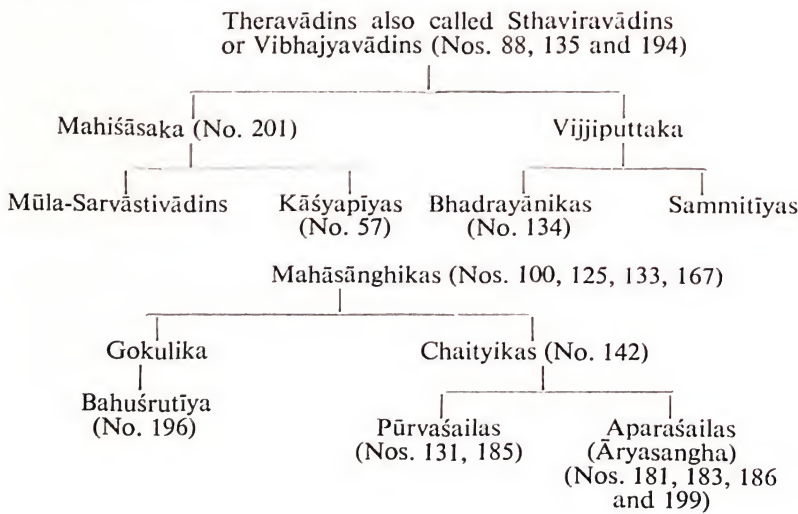 Theravādins also called Sthaviravādins
or Vibhajyavādins (Nos. 88, 135 and 194)
Mahiśāsaka (No. 201) Vijjiputtaka
Mūla-Sarvāstivādins Kāśyapīyas Bhadrayānikas Sammitīyas
(No. 57) (No. 134)
Mahāsānghikas (Nos. 100, 125, 133, 167)
Gokulika Chaityikas (No. 142)
Bahuśrutīya
(No. 196)
Pūrvaśailas Aparaśailas
(Nos. 131, 185) (Āryasangha)
(Nos. 181, 183, 186
and 199)